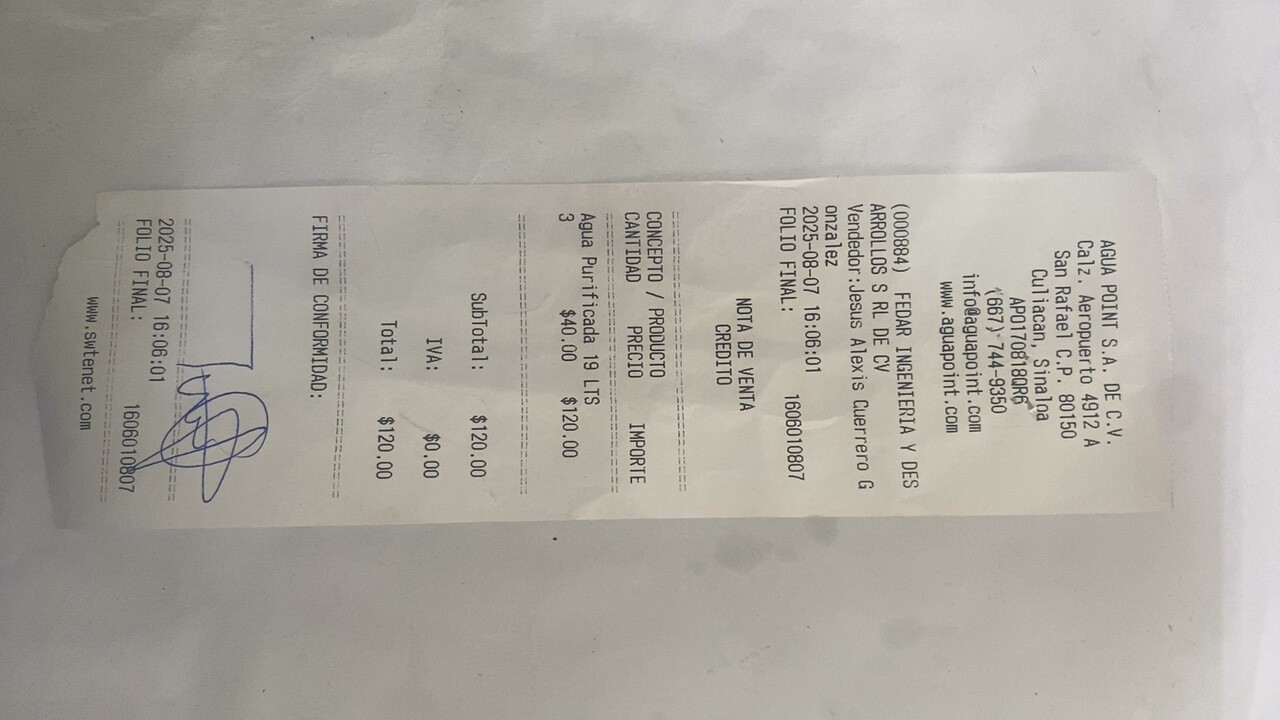 AGUA POINT S.A. DE C.V.
Calz. Aeropuerto 4912 A
San Rafael C.P. 80150
Culiacan, Sinaloa
APO170818QR6
(667)-744-9350
info@aguapoint.com
www.aguapoint.com
(000884) FEDAR INGENIERIA Y DES
ARROLLOS S RL DE CV
Vendedor:Jesus Alexis Guerrero G
onzalez
2025-08-07 16:06:01
FOLIO FINAL: 1606010807
NOTA DE VENTA
CREDITO
CONCEPTO / PRODUCTO
CANTIDAD PRECIO IMPORTE
Agua Purificada 19 LTS
3 $40.00 $120.00
SubTotal: $120.00
IVA: $0.00
Total: $120.00
FIRMA DE CONFORMIDAD:
2025-08-07 16:06:01
FOLIO FINAL: 1606010807
www.swtenet.com